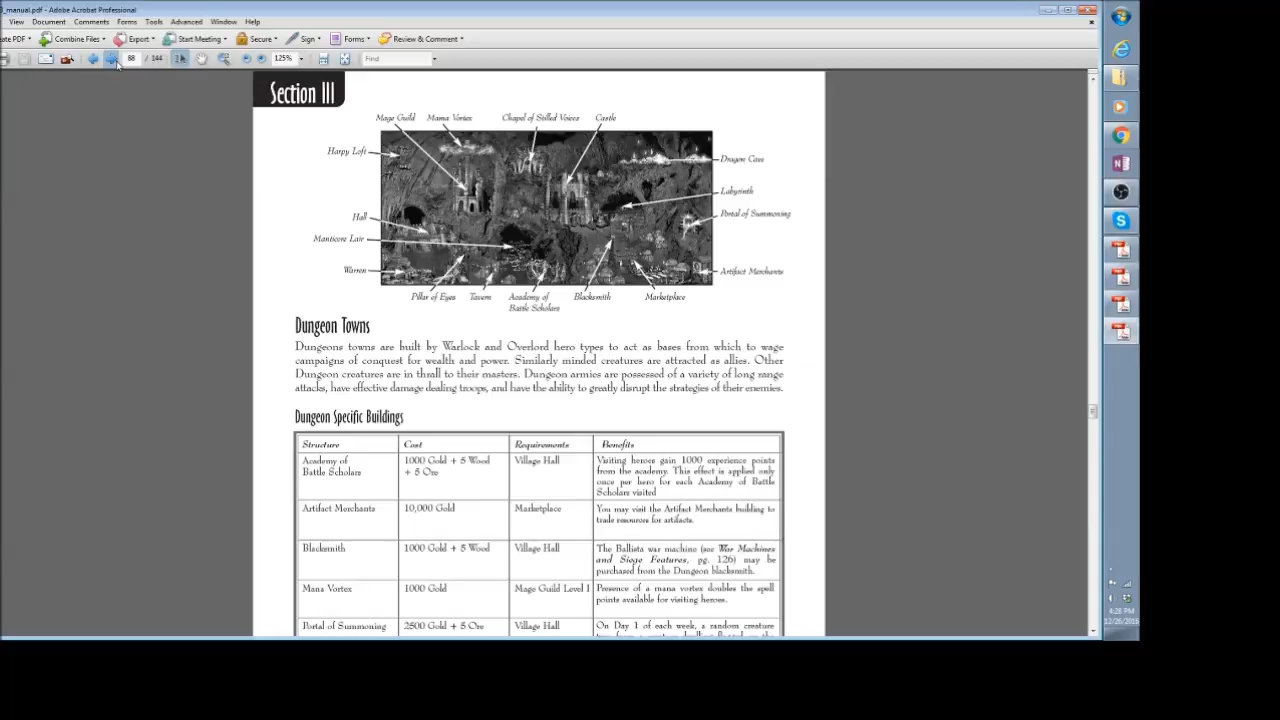 3_manual.pdf - Adobe Acrobat Professional
View Document Comments Forms Tools Advanced Window Help
ate PDF Combine Files Export Start Meeting Secure Sign Forms Review & Comment
88 / 144 125% Find
Section III
Mage Guild Mama Vortex Chapel of Stilled Voices Castle
Harpy Loft Dragon Cave
Labyrinth
Hall Portal of Summoning
Manticore Lair
Warren Artifact Merchants
Pillar of Eyes Tavern Academy of Battle Scholars Blacksmith Marketplace
Dungeon Towns
Dungeons towns are built by Warlock and Overlord hero types to act as bases from which to wage
campaigns of conquest for wealth and power. Similarly minded creatures are attracted as allies. Other
Dungeon creatures are in thrall to their masters. Dungeon armies are possessed of a variety of long range
attacks, have effective damage dealing troops, and have the ability to greatly disrupt the strategies of their enemies.
Dungeon Specific Buildings
Structure Cost Requirements Benefits
Academy of Battle Scholars 1000 Gold + 5 Wood + 5 Ore Village Hall Visiting heroes gain 1000 experience points
from the academy. This effect is applied only
once per hero for each Academy of Battle
Scholars visited
Artifact Merchants 10,000 Gold Marketplace You may visit the Artifact Merchants building to
trade resources for artifacts.
Blacksmith 1000 Gold + 5 Wood Village Hall The Ballista war machine (see War Machines
and Siege Features, pg. 126) may be
purchased from the Dungeon blacksmith.
Mana Vortex 1000 Gold Mage Guild Level 1 Presence of a mana vortex doubles the spell
points available for visiting heroes.
Portal of Summoning 2500 Gold + 5 Ore Village Hall On Day 1 of each week, a random creature
4:28 PM
12/26/2016